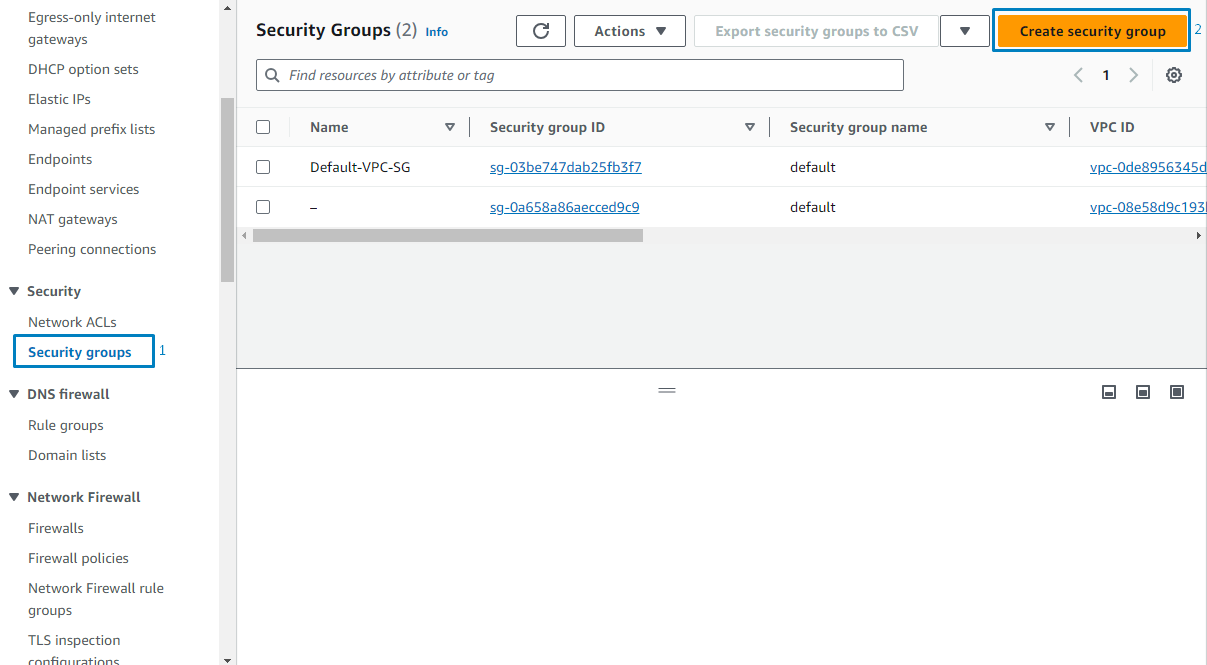 Egress-only internet
gateways
DHCP option sets
Elastic IPs
Managed prefix lists
Endpoints
Endpoint services
NAT gateways
Peering connections
Security
Network ACLs
Security groups 1
DNS firewall
Rule groups
Domain lists
Network Firewall
Firewalls
Firewall policies
Network Firewall rule
groups
TLS inspection
configurations
Security Groups (2) Info
Actions
Export security groups to CSV
Create security group 2
Find resources by attribute or tag
1
Name Security group ID Security group name VPC ID
Default-VPC-SG sg-03be747dab25fb3f7 default vpc-0de8956345d
– sg-0a658a86aecced9c9 default vpc-08e58d9c193